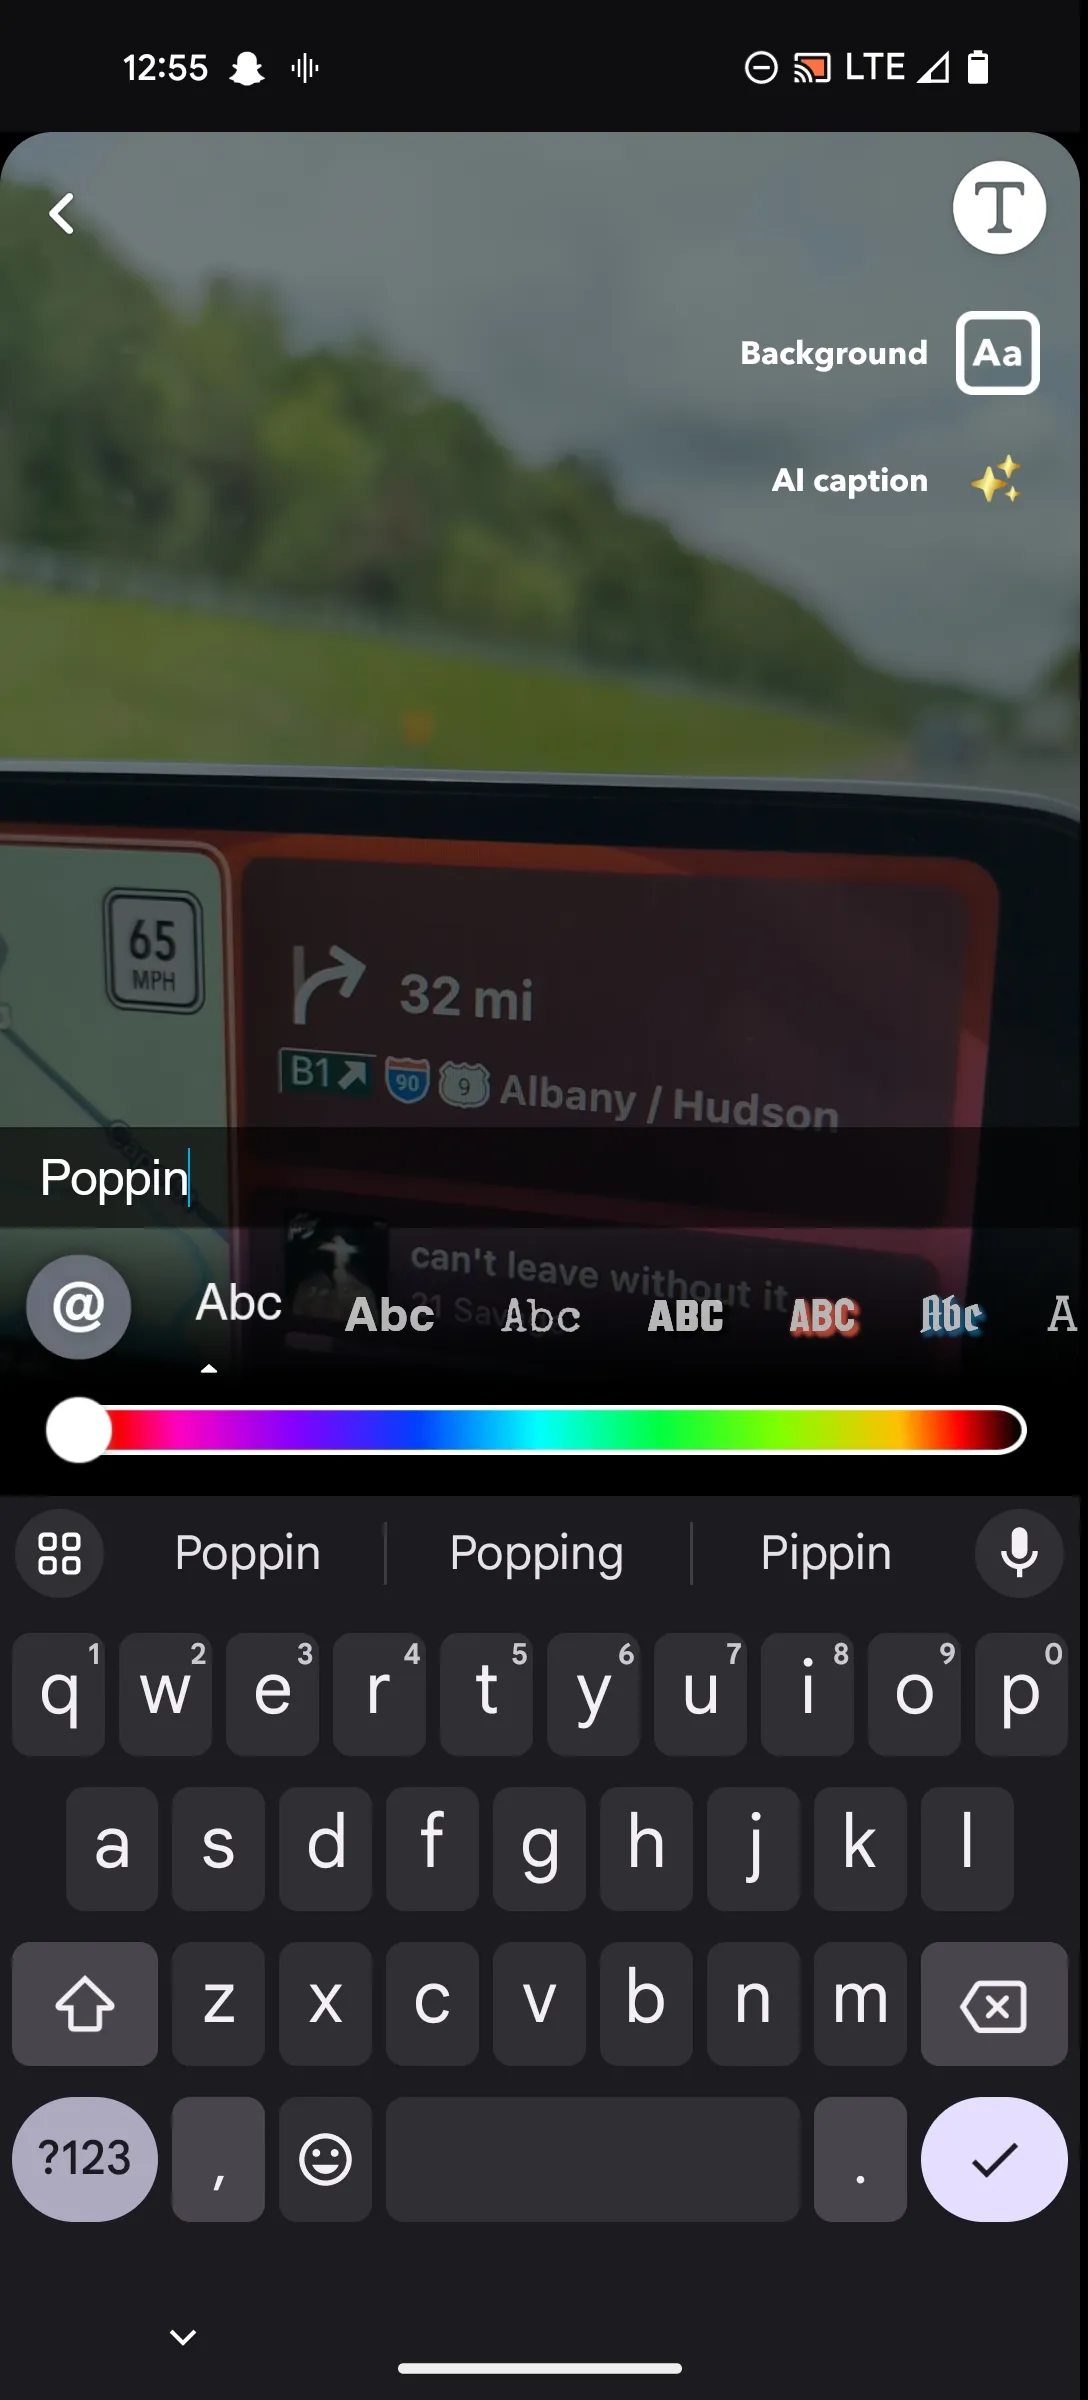 12:55 LTE
T
Background Aa
AI caption
65
MPH
32 mi
B1 90 9 Albany / Hudson
Poppin
can't leave without it
21 Savage
@ Abc Abc Abc ABC ABC Abc A
Poppin Popping Pippin
q1 w2 e3 r4 t5 y6 u7 i8 o9 p0
a s d f g h j k l
z x c v b n m
?123 , .